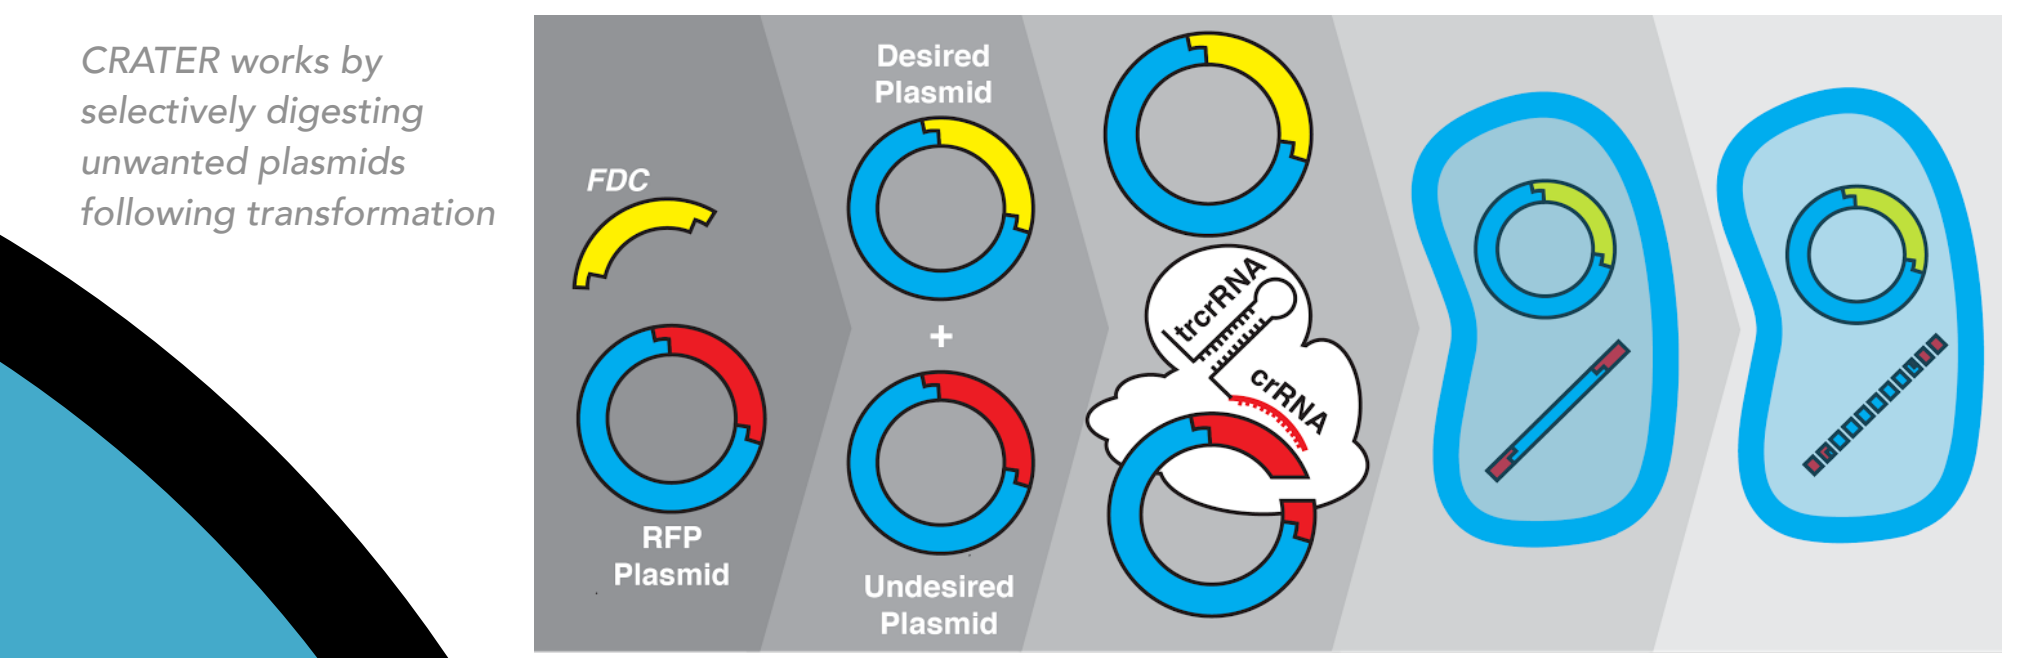 CRATER works by
selectively digesting
unwanted plasmids
following transformation
FDC
RFP
Plasmid
Desired
Plasmid
+
Undesired
Plasmid
trcrRNA
crRNA